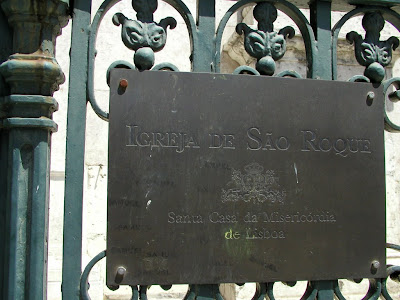 IGREJA DE SÃO ROQUE
Santa Casa da Misericórdia
de Lisboa